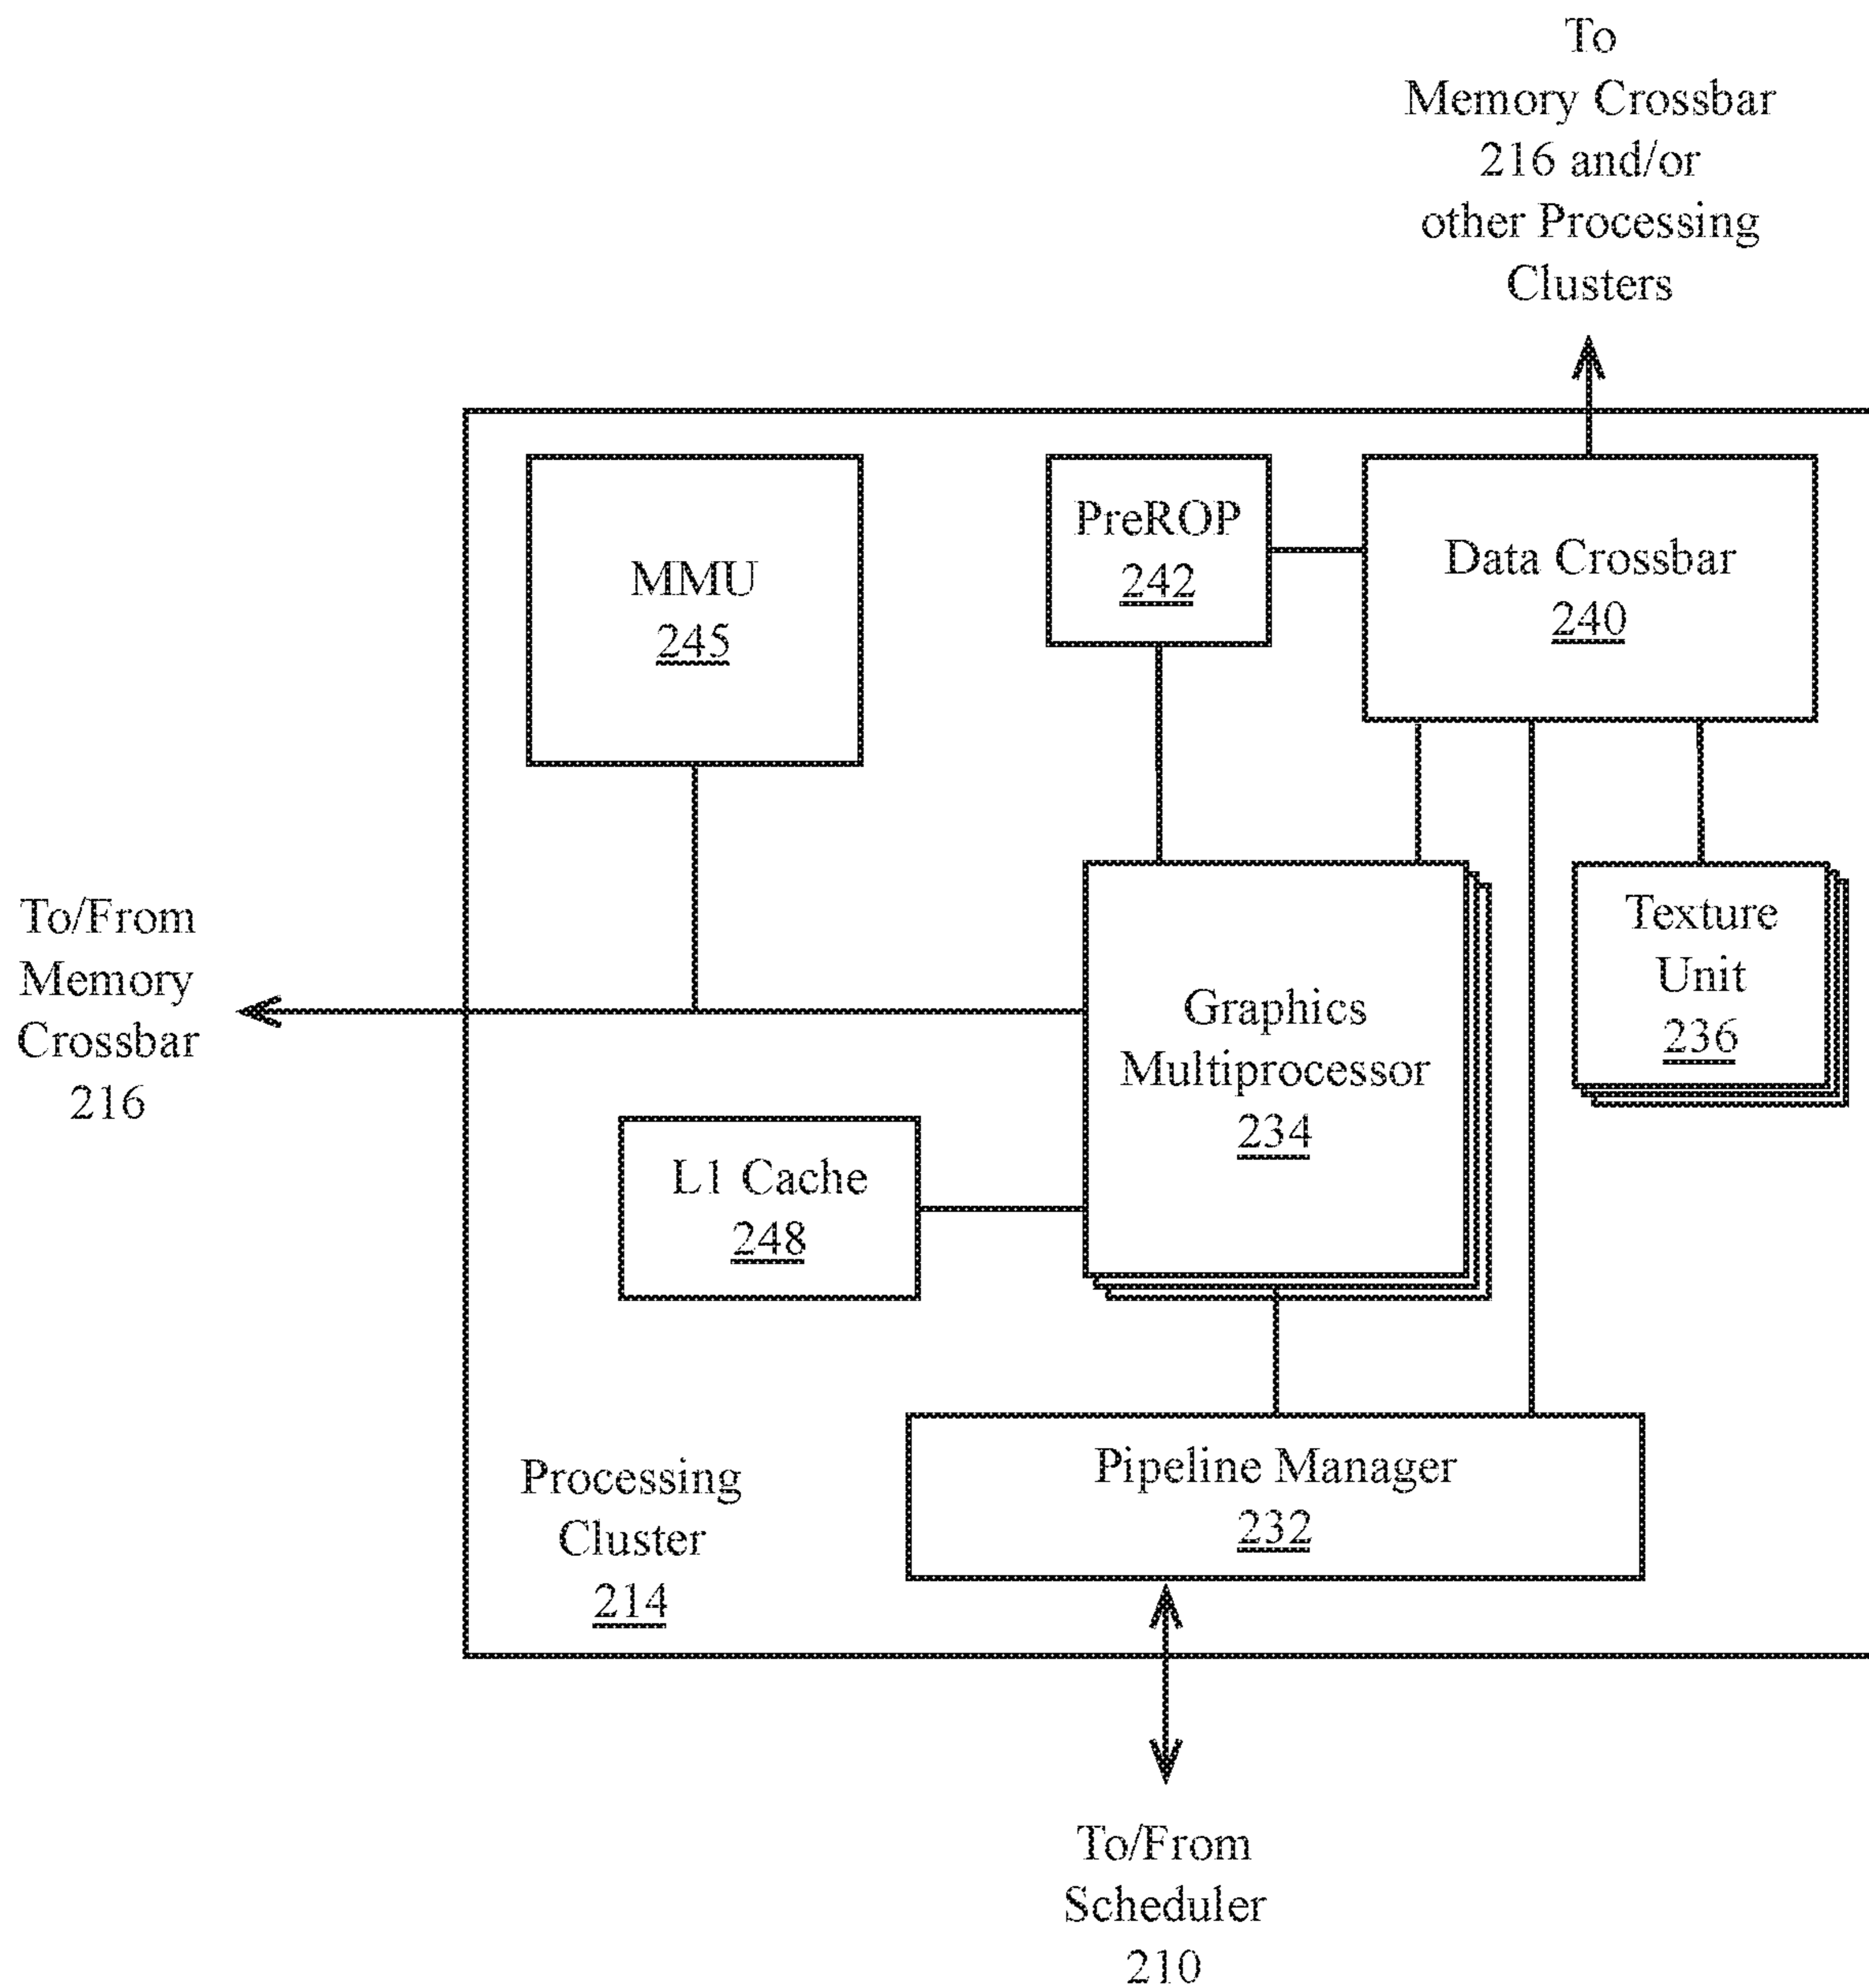 To
Memory Crossbar
216 and/or
other Processing
Clusters
MMU
245
PreROP
242
Data Crossbar
240
To/From
Memory
Crossbar
216
Graphics
Multiprocessor
234
Texture
Unit
236
L1 Cache
248
Processing
Cluster
214
Pipeline Manager
232
To/From
Scheduler
210